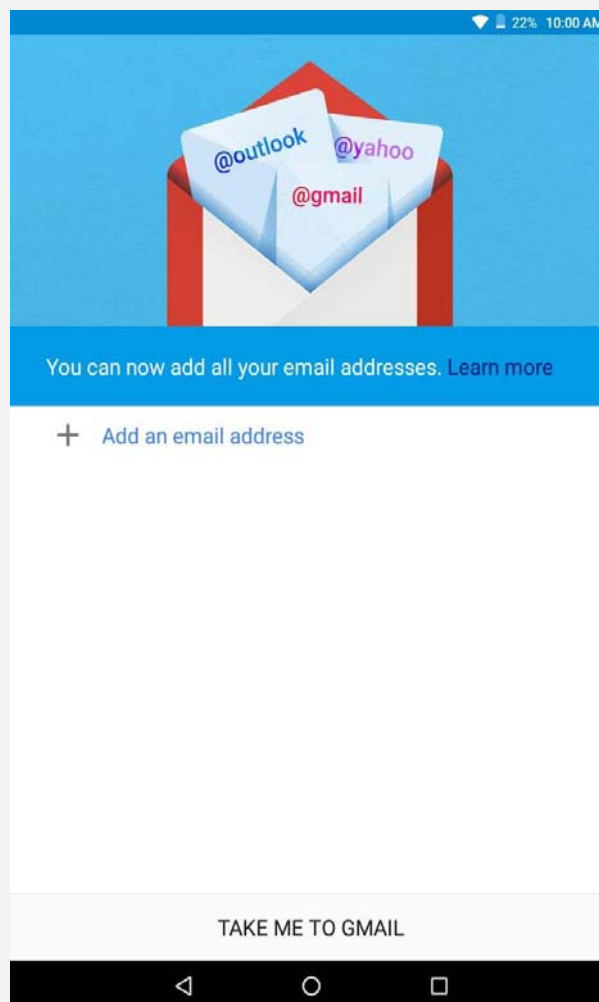 22% 10:00 AM
@outlook
@yahoo
@gmail
You can now add all your email addresses. Learn more
Add an email address
TAKE ME TO GMAIL